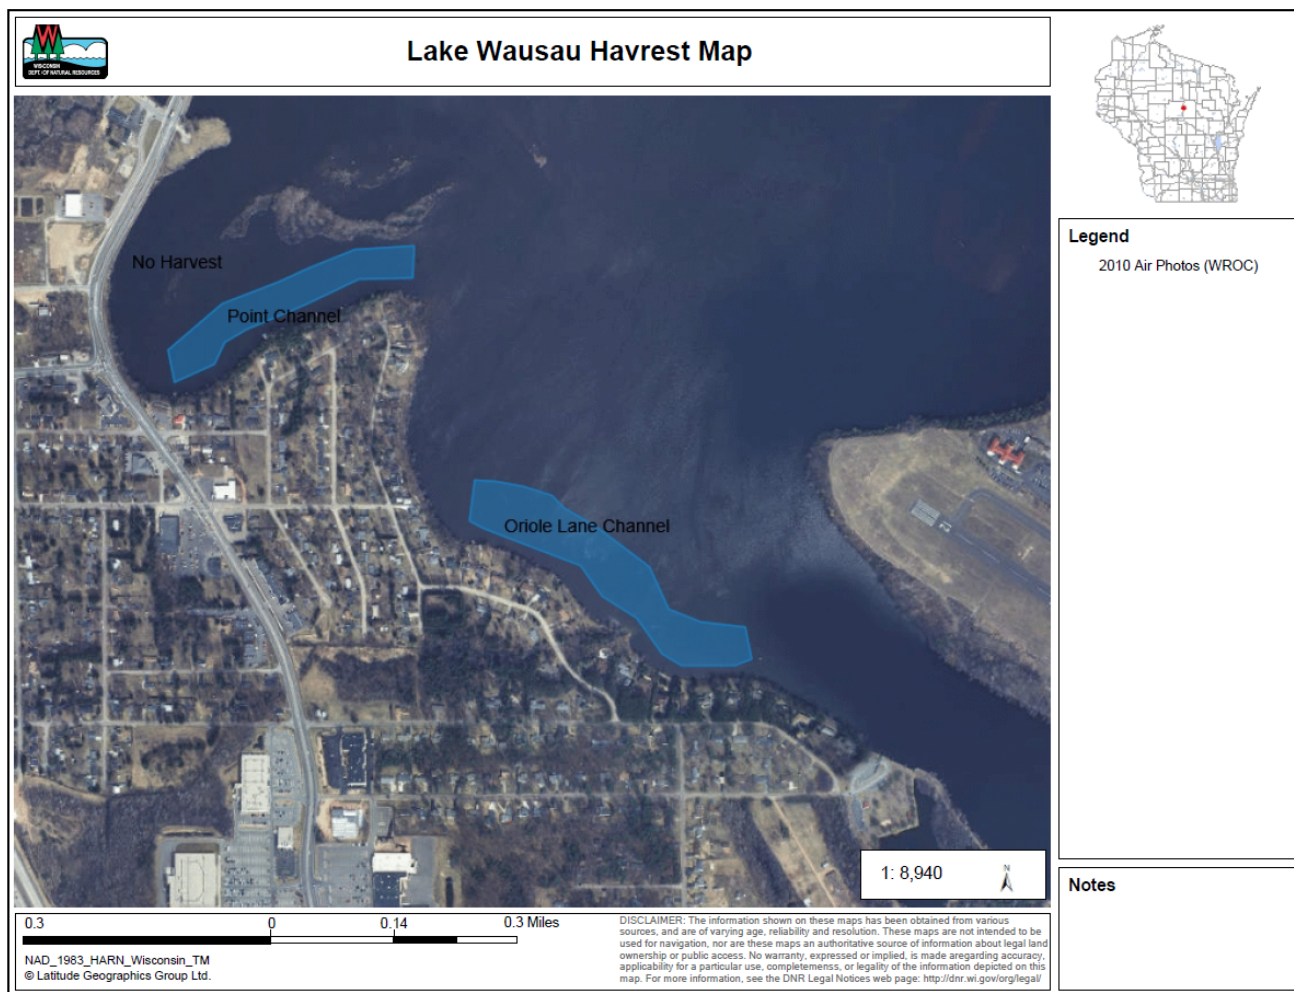 W
WISCONSIN
DEPT. OF NATURAL RESOURCES
Lake Wausau Havrest Map
No Harvest
Point Channel
Oriole Lane Channel
1: 8,940
N
Legend
2010 Air Photos (WROC)
Notes
0.3 0 0.14 0.3 Miles
NAD_1983_HARN_Wisconsin_TM
© Latitude Geographics Group Ltd.
DISCLAIMER: The information shown on these maps has been obtained from various
sources, and are of varying age, reliability and resolution. These maps are not intended to be
used for navigation, nor are these maps an authoritative source of information about legal land
ownership or public access. No warranty, expressed or implied, is made aregarding accuracy,
applicability for a particular use, completemenss, or legality of the information depicted on this
map. For more information, see the DNR Legal Notices web page: http://dnr.wi.gov/org/legal/